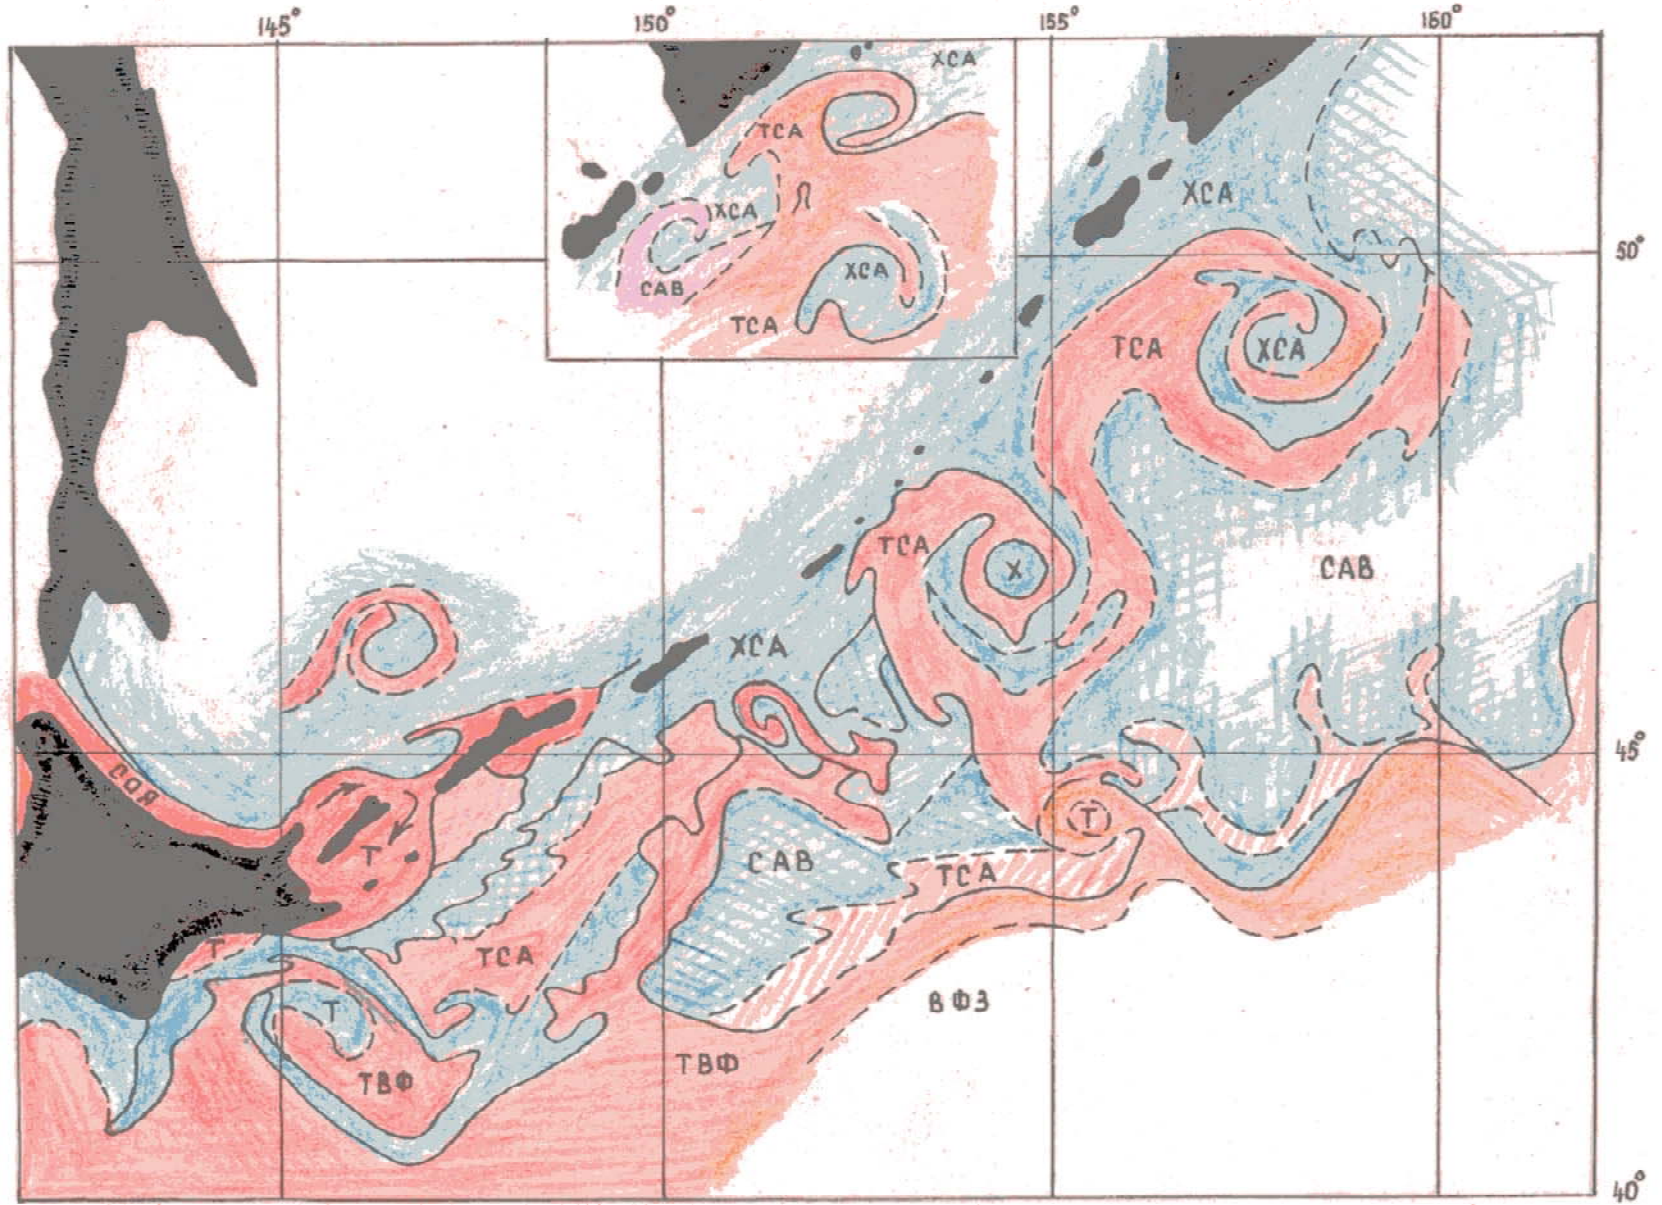 145° 150° 155° 160°
ХСА
ТСА
Л
ХСА
ХСА
САВ
ТСА
ХСА
50°
ТСА
ХСА
ТСА
Х
САВ
ХСА
45°
СОЯ
Т
Т
САВ
ТСА
Т
ТСА
Т
ВФЗ
ТВФ
ТВФ
40°